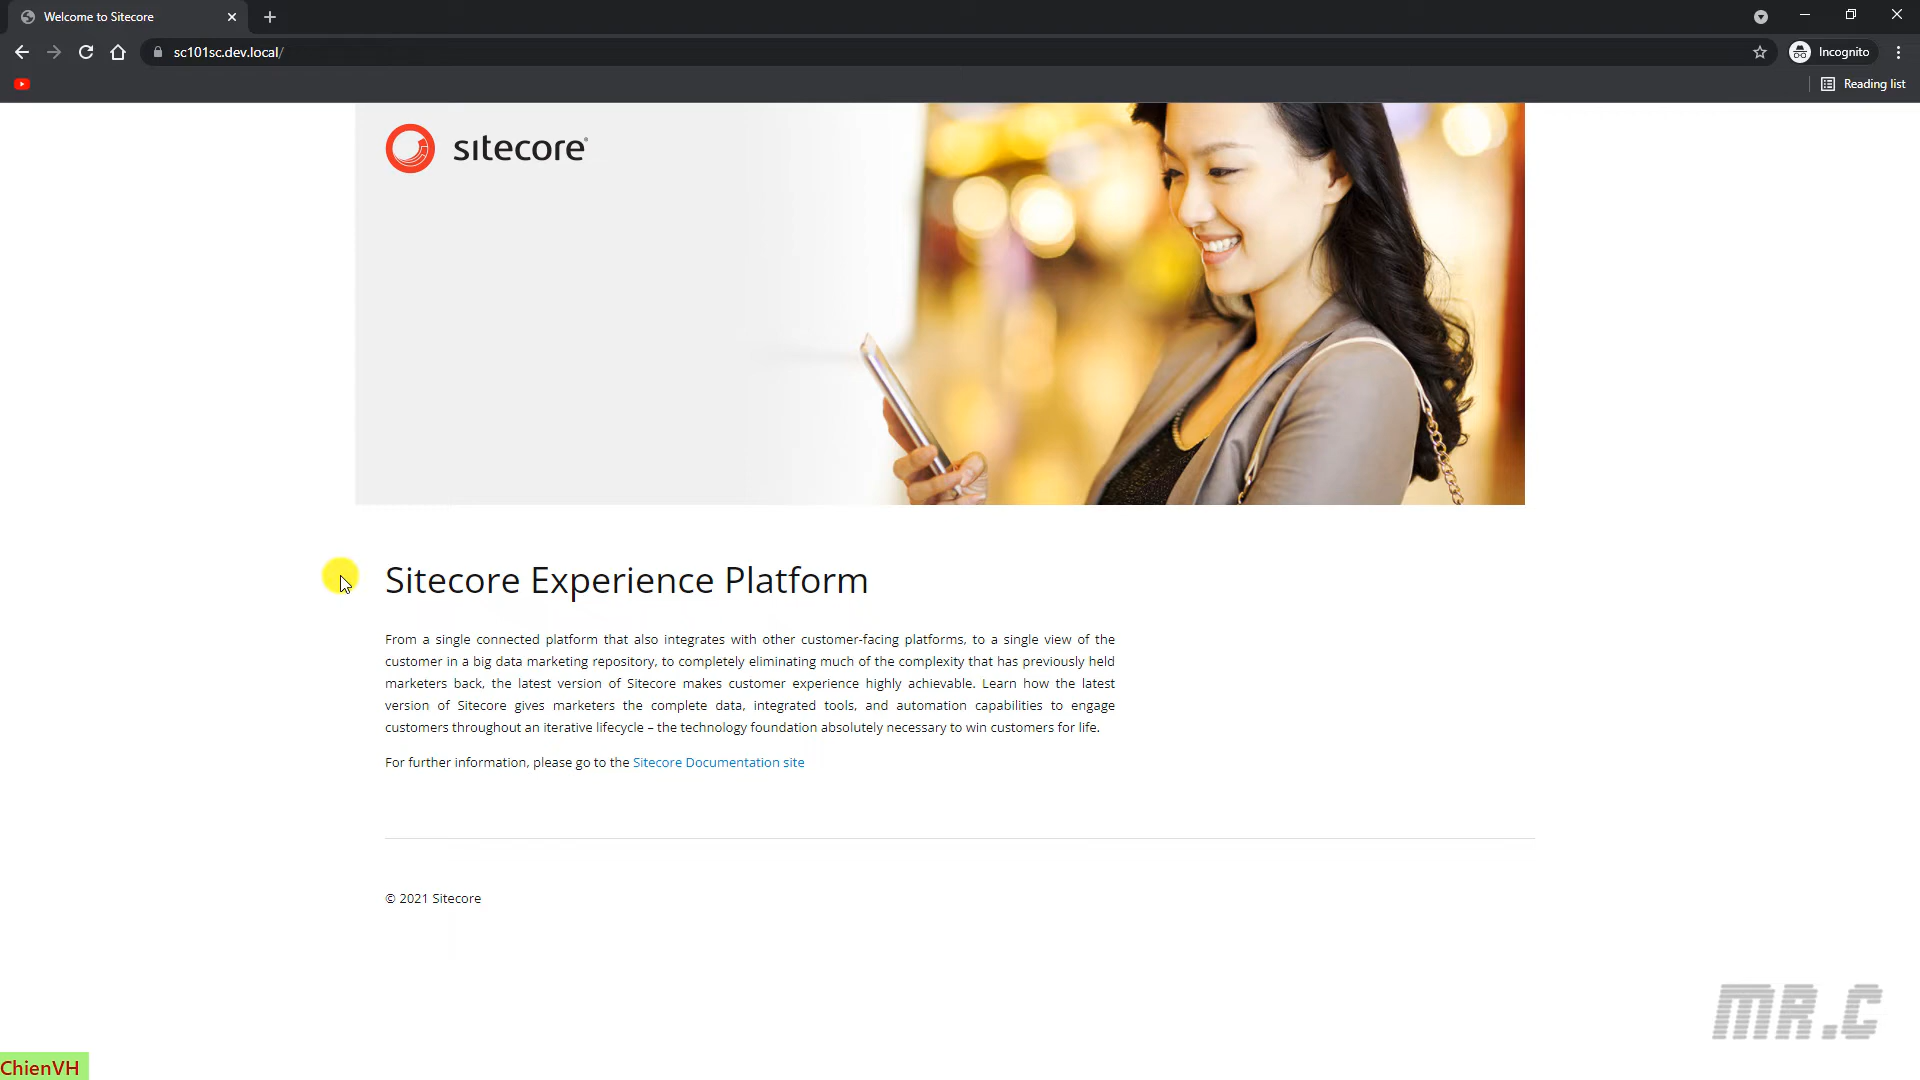 Welcome to Sitecore
sc101sc.dev.local/
Incognito
Reading list
sitecore
Sitecore Experience Platform
From a single connected platform that also integrates with other customer-facing platforms, to a single view of the
customer in a big data marketing repository, to completely eliminating much of the complexity that has previously held
marketers back, the latest version of Sitecore makes customer experience highly achievable. Learn how the latest
version of Sitecore gives marketers the complete data, integrated tools, and automation capabilities to engage
customers throughout an iterative lifecycle – the technology foundation absolutely necessary to win customers for life.
For further information, please go to the Sitecore Documentation site
© 2021 Sitecore
MR.C
ChienVH